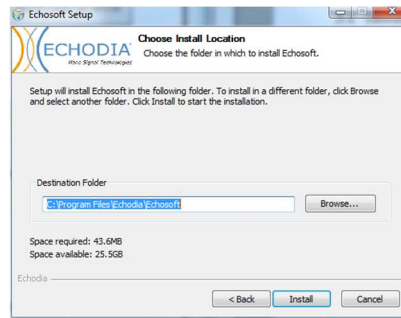 Echosoft Setup
ECHODIA
Choose Install Location
Choose the folder in which to install Echosoft.
Setup will install Echosoft in the following folder. To install in a different folder, click Browse
and select another folder. Click Install to start the installation.
Destination Folder
C:\Program Files\Echodia\Echosoft
Browse...
Space required: 43.6MB
Space available: 25.5GB
Echodia
< Back
Install
Cancel